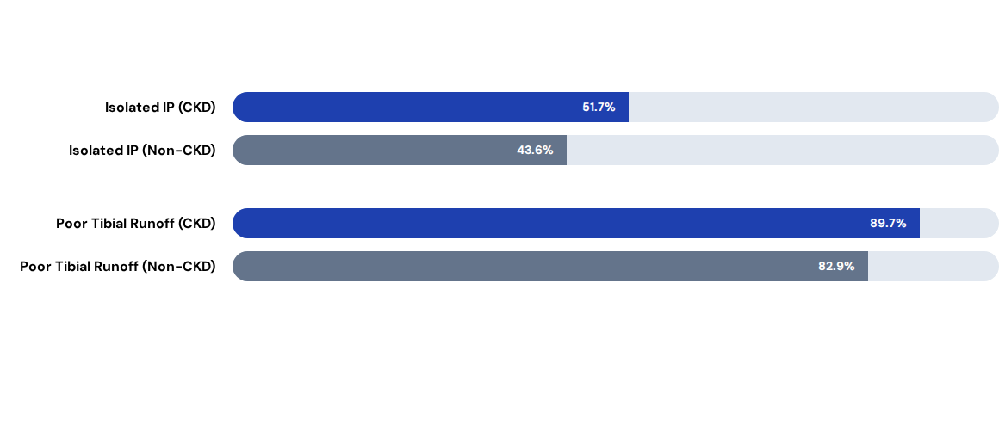 Isolated IP (CKD) 51.7%
Isolated IP (Non-CKD) 43.6%
Poor Tibial Runoff (CKD) 89.7%
Poor Tibial Runoff (Non-CKD) 82.9%